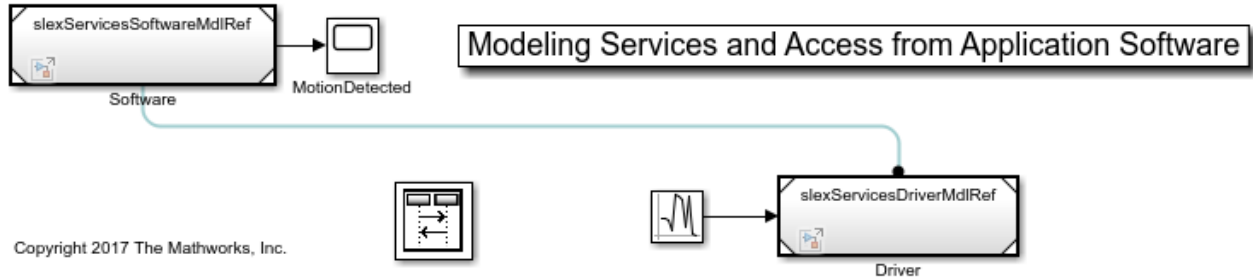 slexServicesSoftwareMdlRef
Software
MotionDetected
Modeling Services and Access from Application Software
slexServicesDriverMdlRef
Driver
Copyright 2017 The Mathworks, Inc.